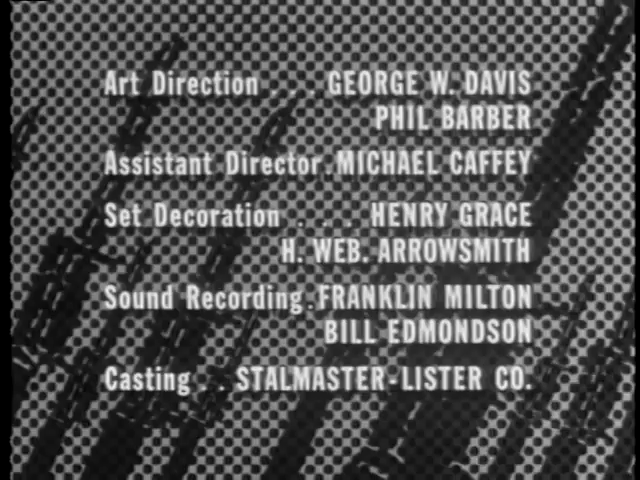 Art Direction . . . GEORGE W. DAVIS
PHIL BARBER
Assistant Director . MICHAEL CAFFEY
Set Decoration . . . HENRY GRACE
H. WEB. ARROWSMITH
Sound Recording . FRANKLIN MILTON
BILL EDMONDSON
Casting . . STALMASTER-LISTER CO.